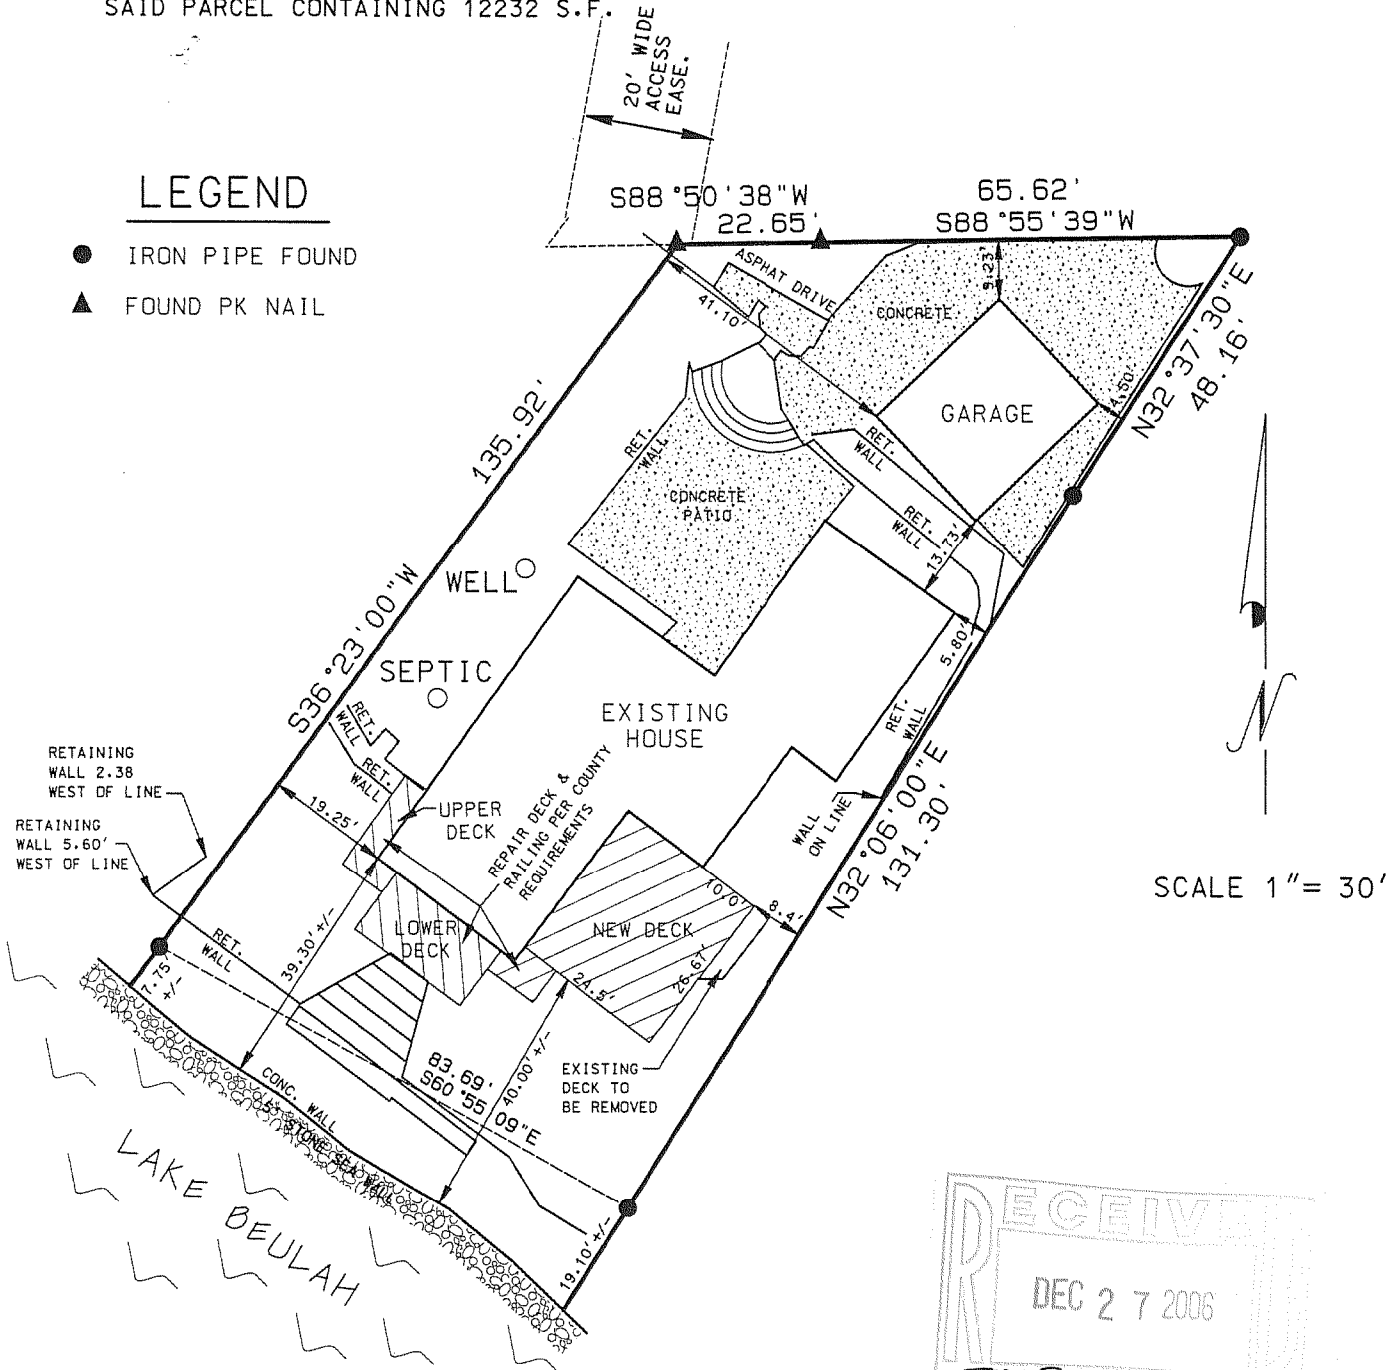 SAID PARCEL CONTAINING 12232 S.F.
20' WIDE
ACCESS
EASE.
LEGEND
IRON PIPE FOUND
FOUND PK NAIL
S88°50'38"W
22.65'
65.62'
S88°55'39"W
N32°37'30"E
48.16'
ASPHAT DRIVE
41.10'
CONCRETE
9.23'
4.50'
GARAGE
RET.
WALL
RET.
WALL
CONCRETE
PATIO
RET.
WALL
13.73'
135.92'
S36°23'00"W
WELL
SEPTIC
5.80'
RET.
WALL
EXISTING
HOUSE
N32°06'00"E
131.30'
WALL
ON LINE
RET.
WALL
RET.
WALL
RETAINING
WALL 2.38
WEST OF LINE
RETAINING
WALL 5.60'
WEST OF LINE
19.25'
UPPER
DECK
REPAIR DECK &
RAILING PER COUNTY
REQUIREMENTS
N
SCALE 1"= 30'
10.0'
8.4'
LOWER
DECK
NEW DECK
26.67'
24.5'
RET.
WALL
39.30'+/-
7.75
+/-
83.69'
S60°55 09"E
40.00'+/-
EXISTING
DECK TO
BE REMOVED
CONC. WALL
5' STONE SEA WALL
19.10'+/-
LAKE BEULAH
RECEIVED
DEC 27 2006